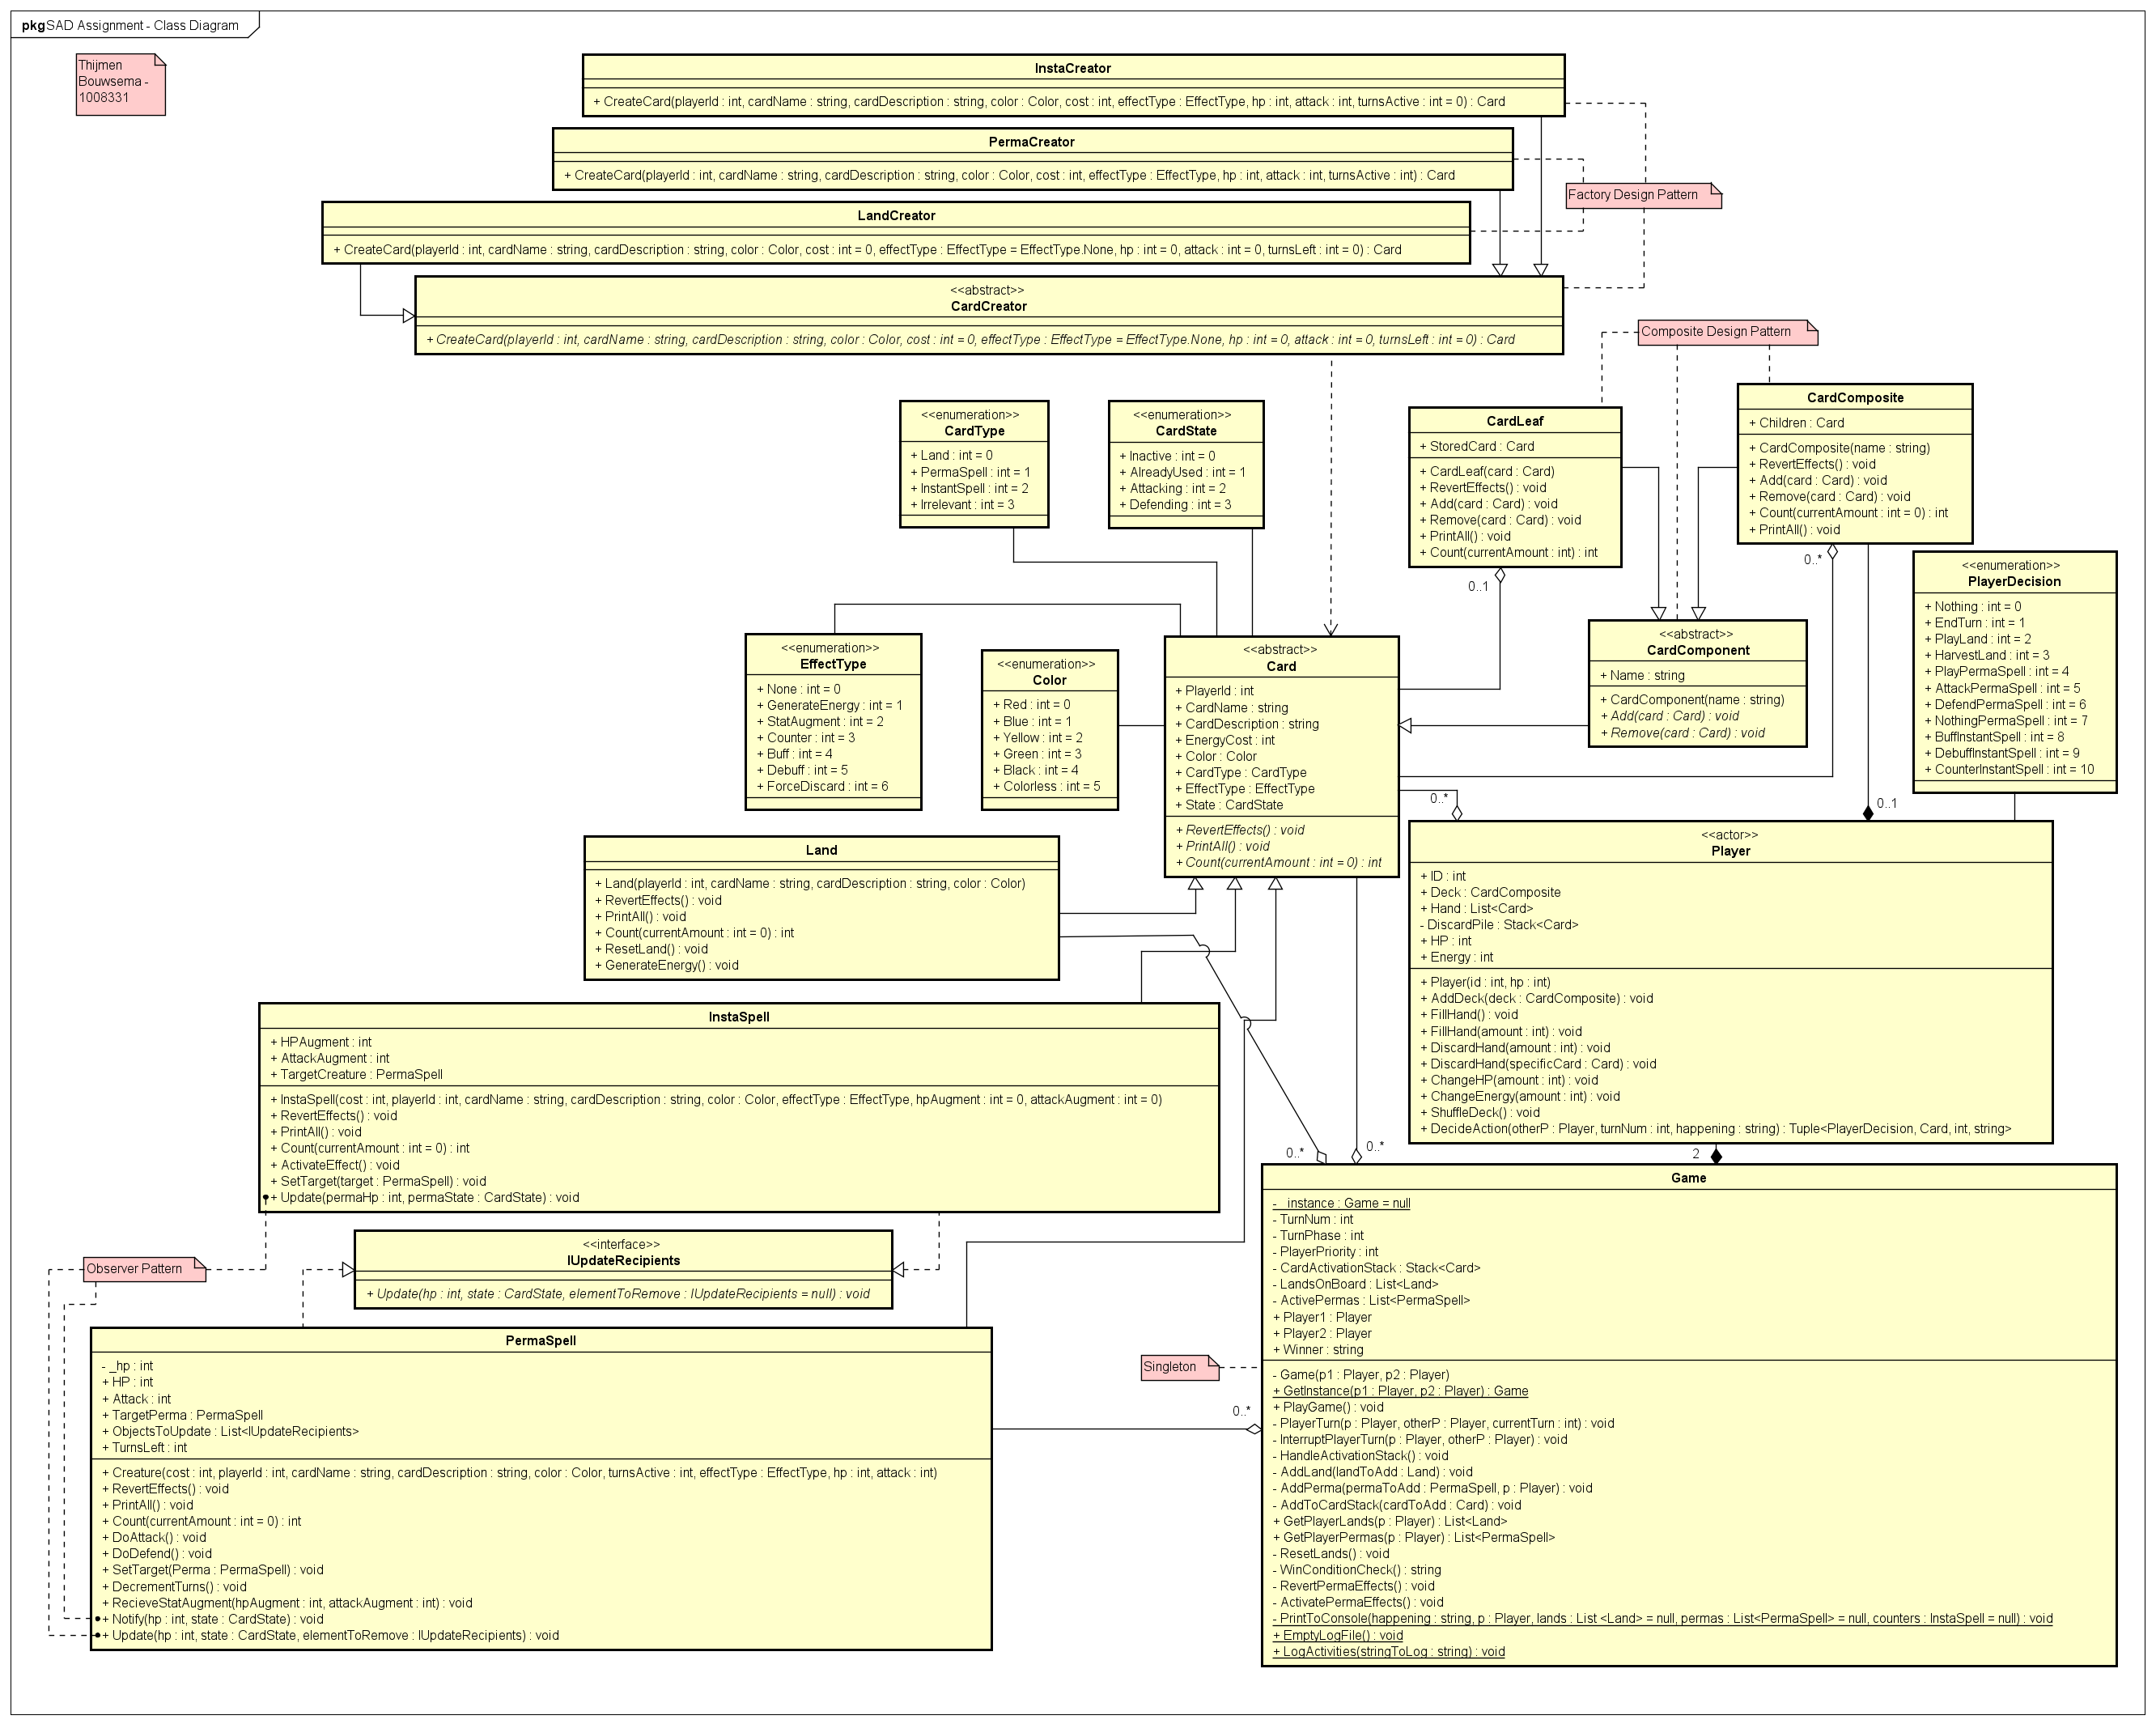 pkg SAD Assignment - Class Diagram
Thijmen
Bouwsema -
1008331
InstaCreator
+ CreateCard(playerId : int, cardName : string, cardDescription : string, color : Color, cost : int, effectType : EffectType, hp : int, attack : int, turnsActive : int = 0) : Card
PermaCreator
+ CreateCard(playerId : int, cardName : string, cardDescription : string, color : Color, cost : int, effectType : EffectType, hp : int, attack : int, turnsActive : int) : Card
Factory Design Pattern
LandCreator
+ CreateCard(playerId : int, cardName : string, cardDescription : string, color : Color, cost : int = 0, effectType : EffectType = EffectType.None, hp : int = 0, attack : int = 0, turnsLeft : int = 0) : Card
<<abstract>>
CardCreator
+ CreateCard(playerId : int, cardName : string, cardDescription : string, color : Color, cost : int = 0, effectType : EffectType = EffectType.None, hp : int = 0, attack : int = 0, turnsLeft : int = 0) : Card
Composite Design Pattern
<<enumeration>>
CardType
+ Land : int = 0
+ PermaSpell : int = 1
+ InstantSpell : int = 2
+ Irrelevant : int = 3
<<enumeration>>
CardState
+ Inactive : int = 0
+ AlreadyUsed : int = 1
+ Attacking : int = 2
+ Defending : int = 3
CardLeaf
+ StoredCard : Card
+ CardLeaf(card : Card)
+ RevertEffects() : void
+ Add(card : Card) : void
+ Remove(card : Card) : void
+ PrintAll() : void
+ Count(currentAmount : int) : int
0..1
CardComposite
+ Children : Card
+ CardComposite(name : string)
+ RevertEffects() : void
+ Add(card : Card) : void
+ Remove(card : Card) : void
+ Count(currentAmount : int = 0) : int
+ PrintAll() : void
0..*
<<enumeration>>
PlayerDecision
+ Nothing : int = 0
+ EndTurn : int = 1
+ PlayLand : int = 2
+ HarvestLand : int = 3
+ PlayPermaSpell : int = 4
+ AttackPermaSpell : int = 5
+ DefendPermaSpell : int = 6
+ NothingPermaSpell : int = 7
+ BuffInstantSpell : int = 8
+ DebuffInstantSpell : int = 9
+ CounterInstantSpell : int = 10
<<enumeration>>
EffectType
+ None : int = 0
+ GenerateEnergy : int = 1
+ StatAugment : int = 2
+ Counter : int = 3
+ Buff : int = 4
+ Debuff : int = 5
+ ForceDiscard : int = 6
<<enumeration>>
Color
+ Red : int = 0
+ Blue : int = 1
+ Yellow : int = 2
+ Green : int = 3
+ Black : int = 4
+ Colorless : int = 5
<<abstract>>
Card
+ PlayerId : int
+ CardName : string
+ CardDescription : string
+ EnergyCost : int
+ Color : Color
+ CardType : CardType
+ EffectType : EffectType
+ State : CardState
+ RevertEffects() : void
+ PrintAll() : void
+ Count(currentAmount : int = 0) : int
<<abstract>>
CardComponent
+ Name : string
+ CardComponent(name : string)
+ Add(card : Card) : void
+ Remove(card : Card) : void
0..*
0..1
<<actor>>
Player
+ ID : int
+ Deck : CardComposite
+ Hand : List<Card>
- DiscardPile : Stack<Card>
+ HP : int
+ Energy : int
+ Player(id : int, hp : int)
+ AddDeck(deck : CardComposite) : void
+ FillHand() : void
+ FillHand(amount : int) : void
+ DiscardHand(amount : int) : void
+ DiscardHand(specificCard : Card) : void
+ ChangeHP(amount : int) : void
+ ChangeEnergy(amount : int) : void
+ ShuffleDeck() : void
+ DecideAction(otherP : Player, turnNum : int, happening : string) : Tuple<PlayerDecision, Card, int, string>
Land
+ Land(playerId : int, cardName : string, cardDescription : string, color : Color)
+ RevertEffects() : void
+ PrintAll() : void
+ Count(currentAmount : int = 0) : int
+ ResetLand() : void
+ GenerateEnergy() : void
InstaSpell
+ HPAugment : int
+ AttackAugment : int
+ TargetCreature : PermaSpell
+ InstaSpell(cost : int, playerId : int, cardName : string, cardDescription : string, color : Color, effectType : EffectType, hpAugment : int = 0, attackAugment : int = 0)
+ RevertEffects() : void
+ PrintAll() : void
+ Count(currentAmount : int = 0) : int
+ ActivateEffect() : void
+ SetTarget(target : PermaSpell) : void
+ Update(permaHp : int, permaState : CardState) : void
0..*
0..*
2
Observer Pattern
<<interface>>
IUpdateRecipients
+ Update(hp : int, state : CardState, elementToRemove : IUpdateRecipients = null) : void
PermaSpell
- _hp : int
+ HP : int
+ Attack : int
+ TargetPerma : PermaSpell
+ ObjectsToUpdate : List<IUpdateRecipients>
+ TurnsLeft : int
+ Creature(cost : int, playerId : int, cardName : string, cardDescription : string, color : Color, turnsActive : int, effectType : EffectType, hp : int, attack : int)
+ RevertEffects() : void
+ PrintAll() : void
+ Count(currentAmount : int = 0) : int
+ DoAttack() : void
+ DoDefend() : void
+ SetTarget(Perma : PermaSpell) : void
+ DecrementTurns() : void
+ RecieveStatAugment(hpAugment : int, attackAugment : int) : void
+ Notify(hp : int, state : CardState) : void
+ Update(hp : int, state : CardState, elementToRemove : IUpdateRecipients) : void
Singleton
0..*
Game
- _instance : Game = null
- TurnNum : int
- TurnPhase : int
- PlayerPriority : int
- CardActivationStack : Stack<Card>
- LandsOnBoard : List<Land>
- ActivePermas : List<PermaSpell>
+ Player1 : Player
+ Player2 : Player
+ Winner : string
- Game(p1 : Player, p2 : Player)
+ GetInstance(p1 : Player, p2 : Player) : Game
+ PlayGame() : void
- PlayerTurn(p : Player, otherP : Player, currentTurn : int) : void
- InterruptPlayerTurn(p : Player, otherP : Player) : void
- HandleActivationStack() : void
- AddLand(landToAdd : Land) : void
- AddPerma(permaToAdd : PermaSpell, p : Player) : void
- AddToCardStack(cardToAdd : Card) : void
+ GetPlayerLands(p : Player) : List<Land>
+ GetPlayerPermas(p : Player) : List<PermaSpell>
- ResetLands() : void
- WinConditionCheck() : string
- RevertPermaEffects() : void
- ActivatePermaEffects() : void
- PrintToConsole(happening : string, p : Player, lands : List <Land> = null, permas : List<PermaSpell> = null, counters : InstaSpell = null) : void
+ EmptyLogFile() : void
+ LogActivities(stringToLog : string) : void